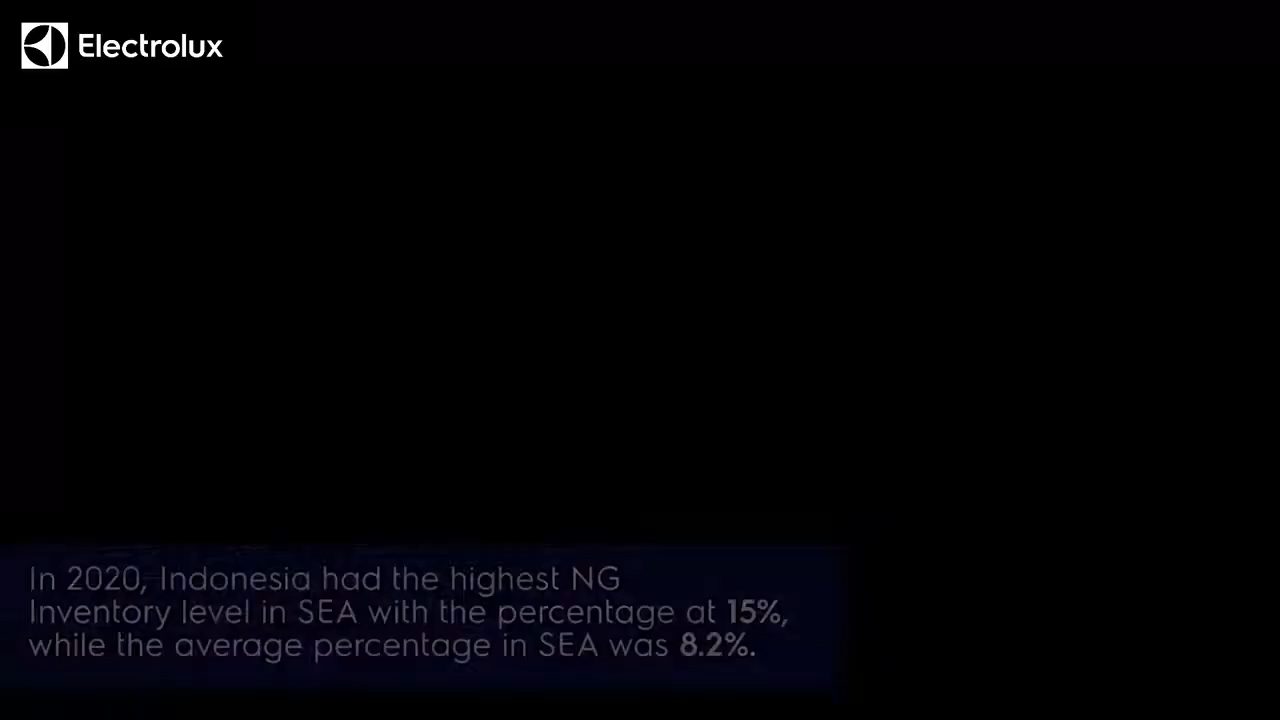 Electrolux
In 2020, Indonesia had the highest NG
Inventory level in SEA with the percentage at 15%,
while the average percentage in SEA was 8.2%.